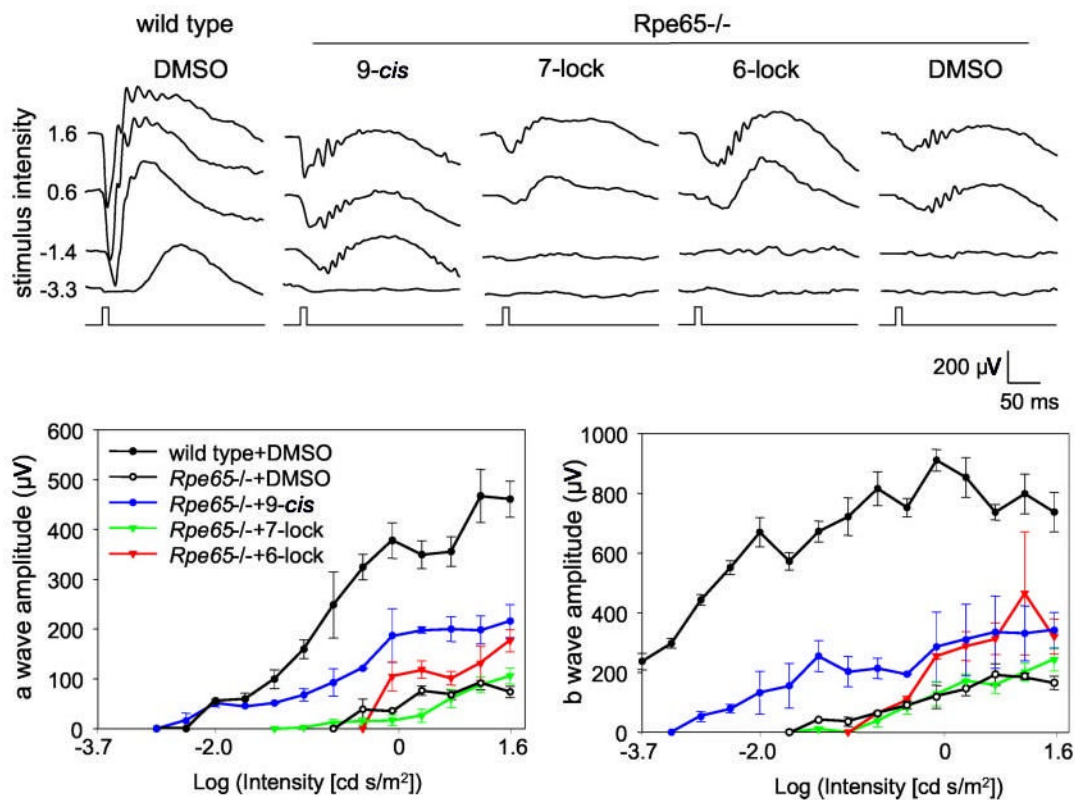 wild type Rpe65-/-
DMSO 9-cis 7-lock 6-lock DMSO
stimulus intensity
1.6
0.6
-1.4
-3.3
200 µV
50 ms
a wave amplitude (µV)
600
500
400
300
200
100
0
-3.7 -2.0 0 1.6
Log (Intensity [cd s/m²])
wild type+DMSO
Rpe65-/-+DMSO
Rpe65-/-+9-cis
Rpe65-/-+7-lock
Rpe65-/-+6-lock
b wave amplitude (µV)
1000
800
600
400
200
0
-3.7 -2.0 0 1.6
Log (Intensity [cd s/m²])